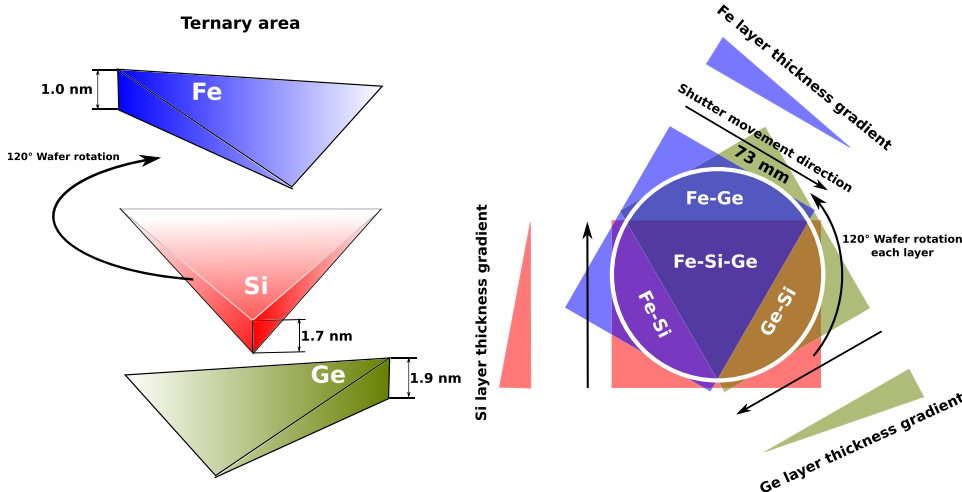 Ternary area
Fe
1.0 nm
120° Wafer rotation
Si
1.7 nm
Ge
1.9 nm
Fe layer thickness gradient
Shutter movement direction
73 mm
Fe-Ge
Fe-Si-Ge
Fe-Si
Ge-Si
120° Wafer rotation
each layer
Si layer thickness gradient
Ge layer thickness gradient